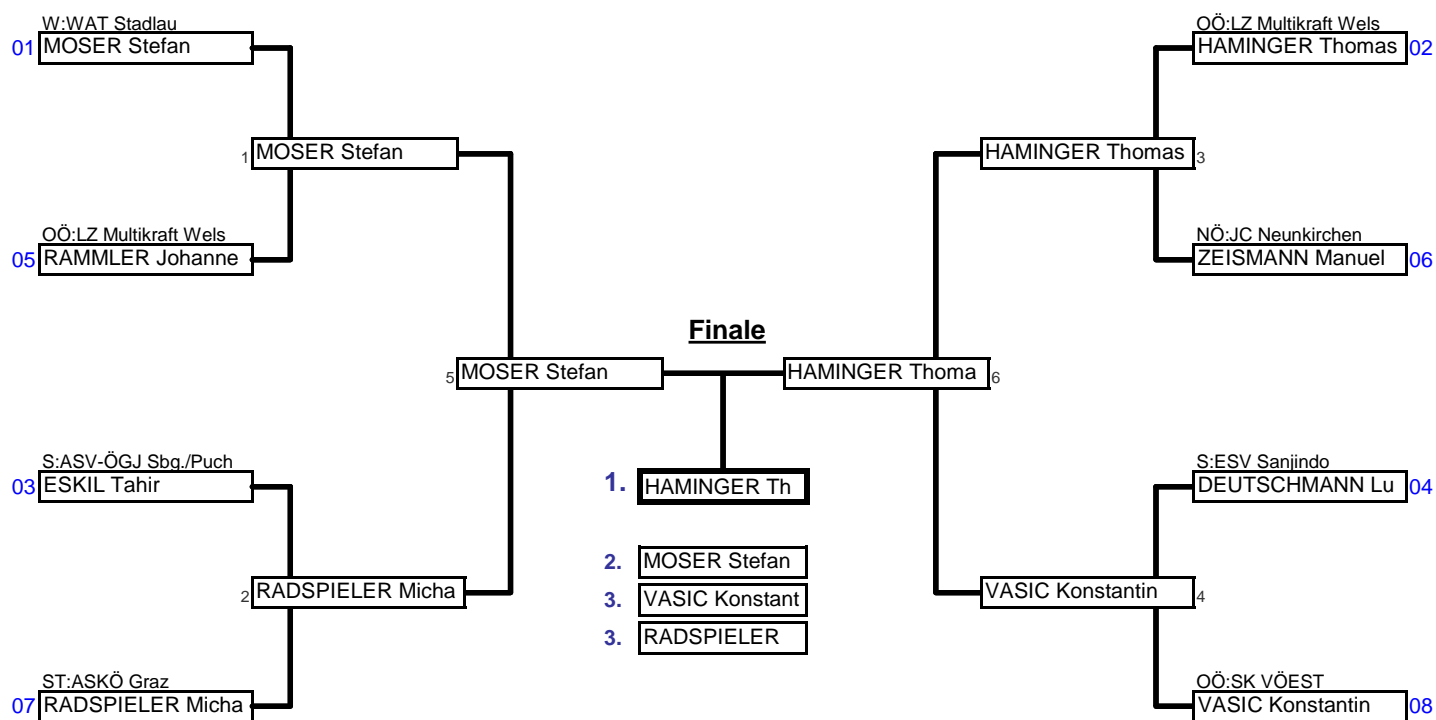 W:WAT Stadlau
01 MOSER Stefan
1 MOSER Stefan
OÖ:LZ Multikraft Wels
05 RAMMLER Johanne
5 MOSER Stefan
S:ASV-ÖGJ Sbg./Puch
03 ESKIL Tahir
2 RADSPIELER Micha
ST:ASKÖ Graz
07 RADSPIELER Micha
Finale
1. HAMINGER Th
2. MOSER Stefan
3. VASIC Konstant
3. RADSPIELER
OÖ:LZ Multikraft Wels
HAMINGER Thomas 02
HAMINGER Thomas 3
NÖ:JC Neunkirchen
ZEISMANN Manuel 06
HAMINGER Thoma 6
S:ESV Sanjindo
DEUTSCHMANN Lu 04
VASIC Konstantin 4
OÖ:SK VÖEST
VASIC Konstantin 08